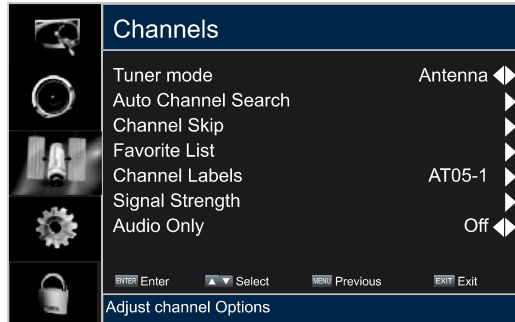 Channels
Tuner mode Antenna
Auto Channel Search
Channel Skip
Favorite List
Channel Labels AT05-1
Signal Strength
Audio Only Off
ENTER Enter Select MENU Previous EXIT Exit
Adjust channel Options